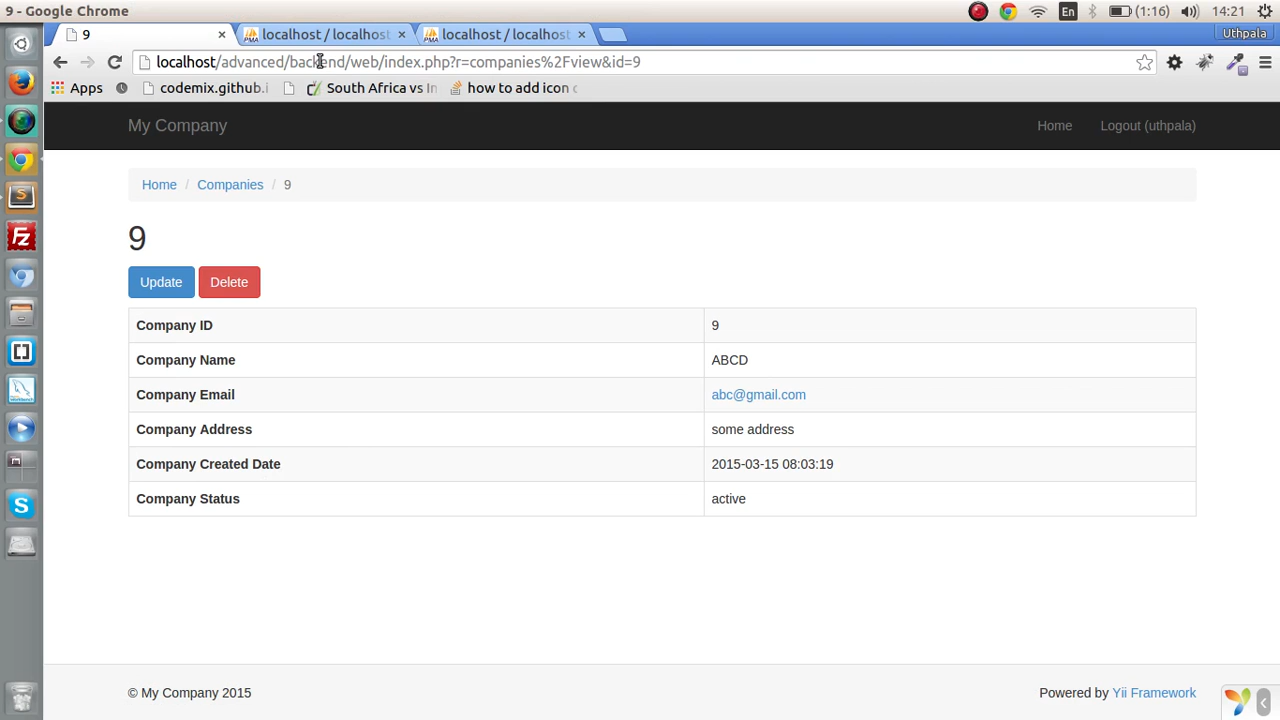 9 - Google Chrome
En
(1:16)
14:21
9
localhost / localhost
localhost / localhost
Uthpala
localhost/advanced/backend/web/index.php?r=companies%2Fview&id=9
Apps
codemix.github.i
South Africa vs In
how to add icon
My Company
Home
Logout (uthpala)
Home / Companies / 9
9
Update
Delete
Company ID 9
Company Name ABCD
Company Email abc@gmail.com
Company Address some address
Company Created Date 2015-03-15 08:03:19
Company Status active
© My Company 2015
Powered by Yii Framework